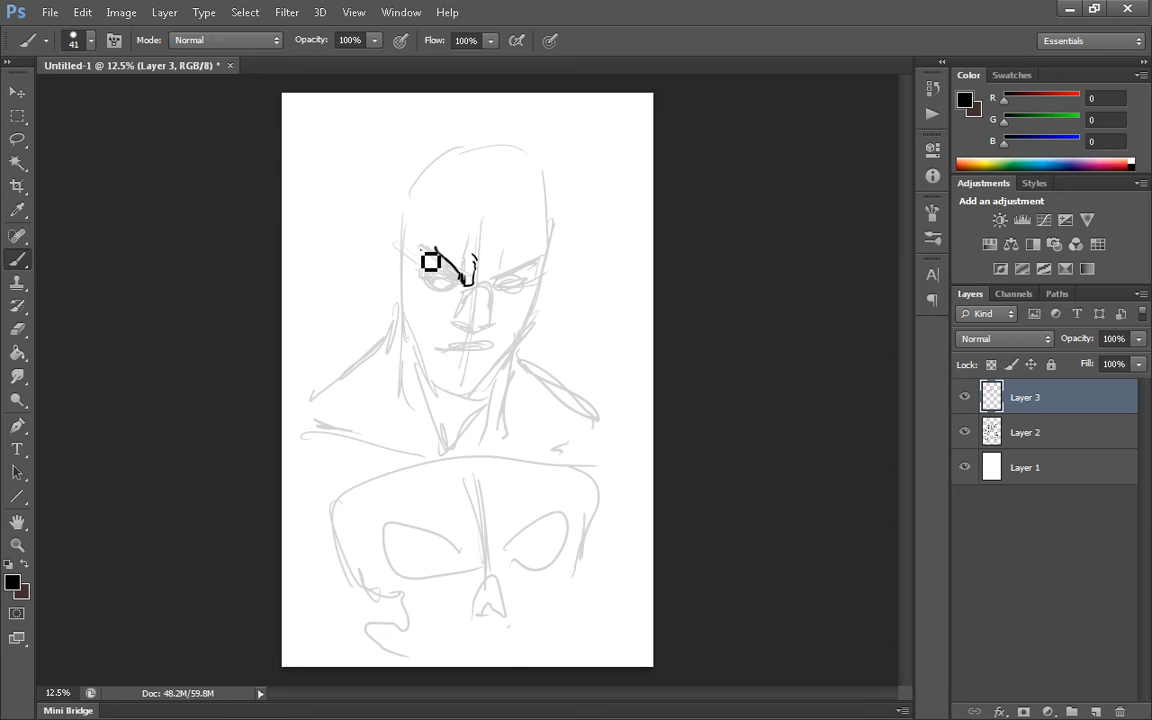 Ps File Edit Image Layer Type Select Filter 3D View Window Help
41 Mode: Normal Opacity: 100% Flow: 100% Essentials
Untitled-1 @ 12.5% (Layer 3, RGB/8) * ×
Color Swatches
R 0
G 0
B 0
Adjustments Styles
Add an adjustment
Layers Channels Paths
Kind
Normal Opacity: 100%
Lock: Fill: 100%
Layer 3
Layer 2
Layer 1
12.5% Doc: 48.2M/59.8M
Mini Bridge